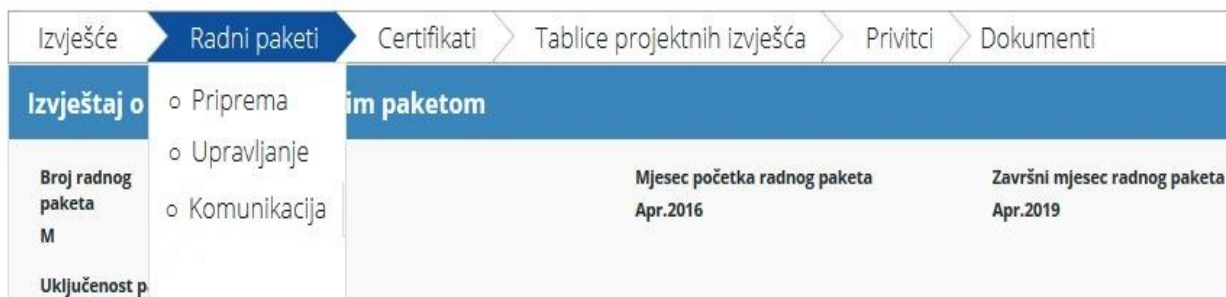 Izvješće Radni paketi Certifikati Tablice projektnih izvješća Privitci Dokumenti
Izvještaj o im paketom
Priprema
Upravljanje
Komunikacija
Broj radnog
paketa
M
Mjesec početka radnog paketa
Apr.2016
Završni mjesec radnog paketa
Apr.2019
Uključenost p